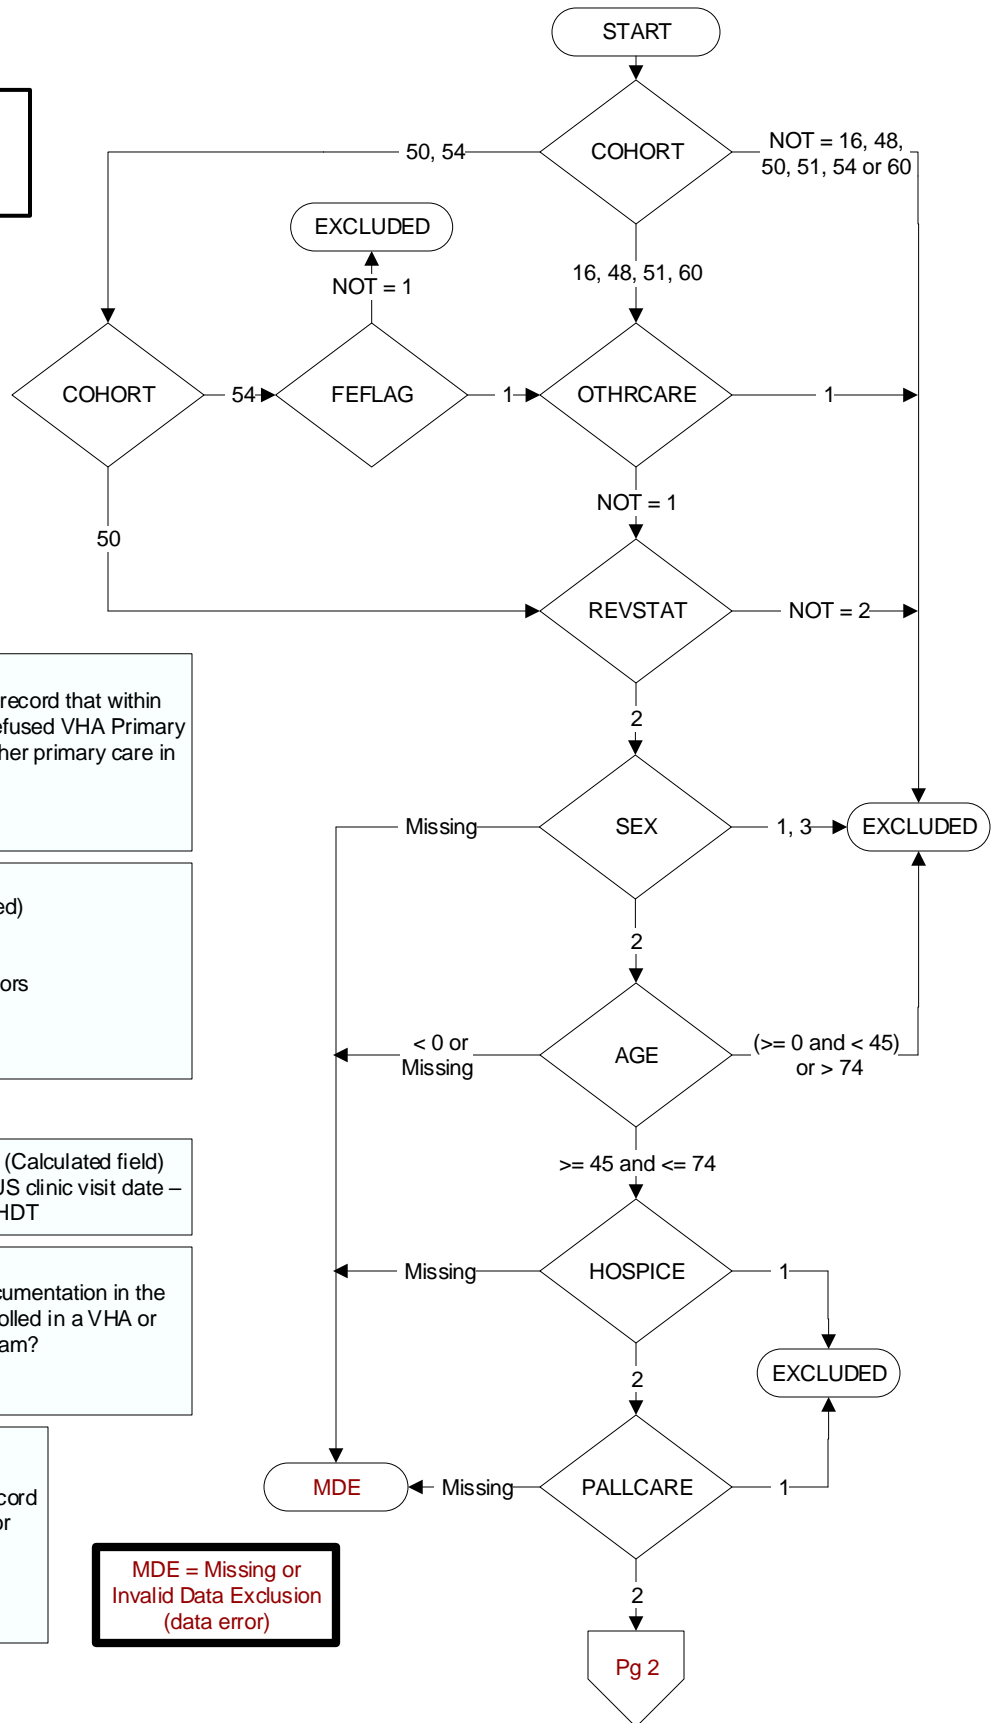 START
COHORT
50, 54
NOT = 16, 48,
50, 51, 54 or 60
EXCLUDED
16, 48, 51, 60
NOT = 1
COHORT
54
FEFLAG
1
OTHRCARE
1
NOT = 1
50
REVSTAT
NOT = 2
record that within
efused VHA Primary
her primary care in
2
Missing
SEX
1, 3
EXCLUDED
ed)
ors
2
< 0 or
Missing
AGE
(>= 0 and < 45)
or > 74
(Calculated field)
US clinic visit date –
HDT
>= 45 and <= 74
Missing
HOSPICE
1
cumentation in the
olled in a VHA or
am?
EXCLUDED
2
MDE
Missing
PALLCARE
1
cord
or
MDE = Missing or
Invalid Data Exclusion
(data error)
2
Pg 2